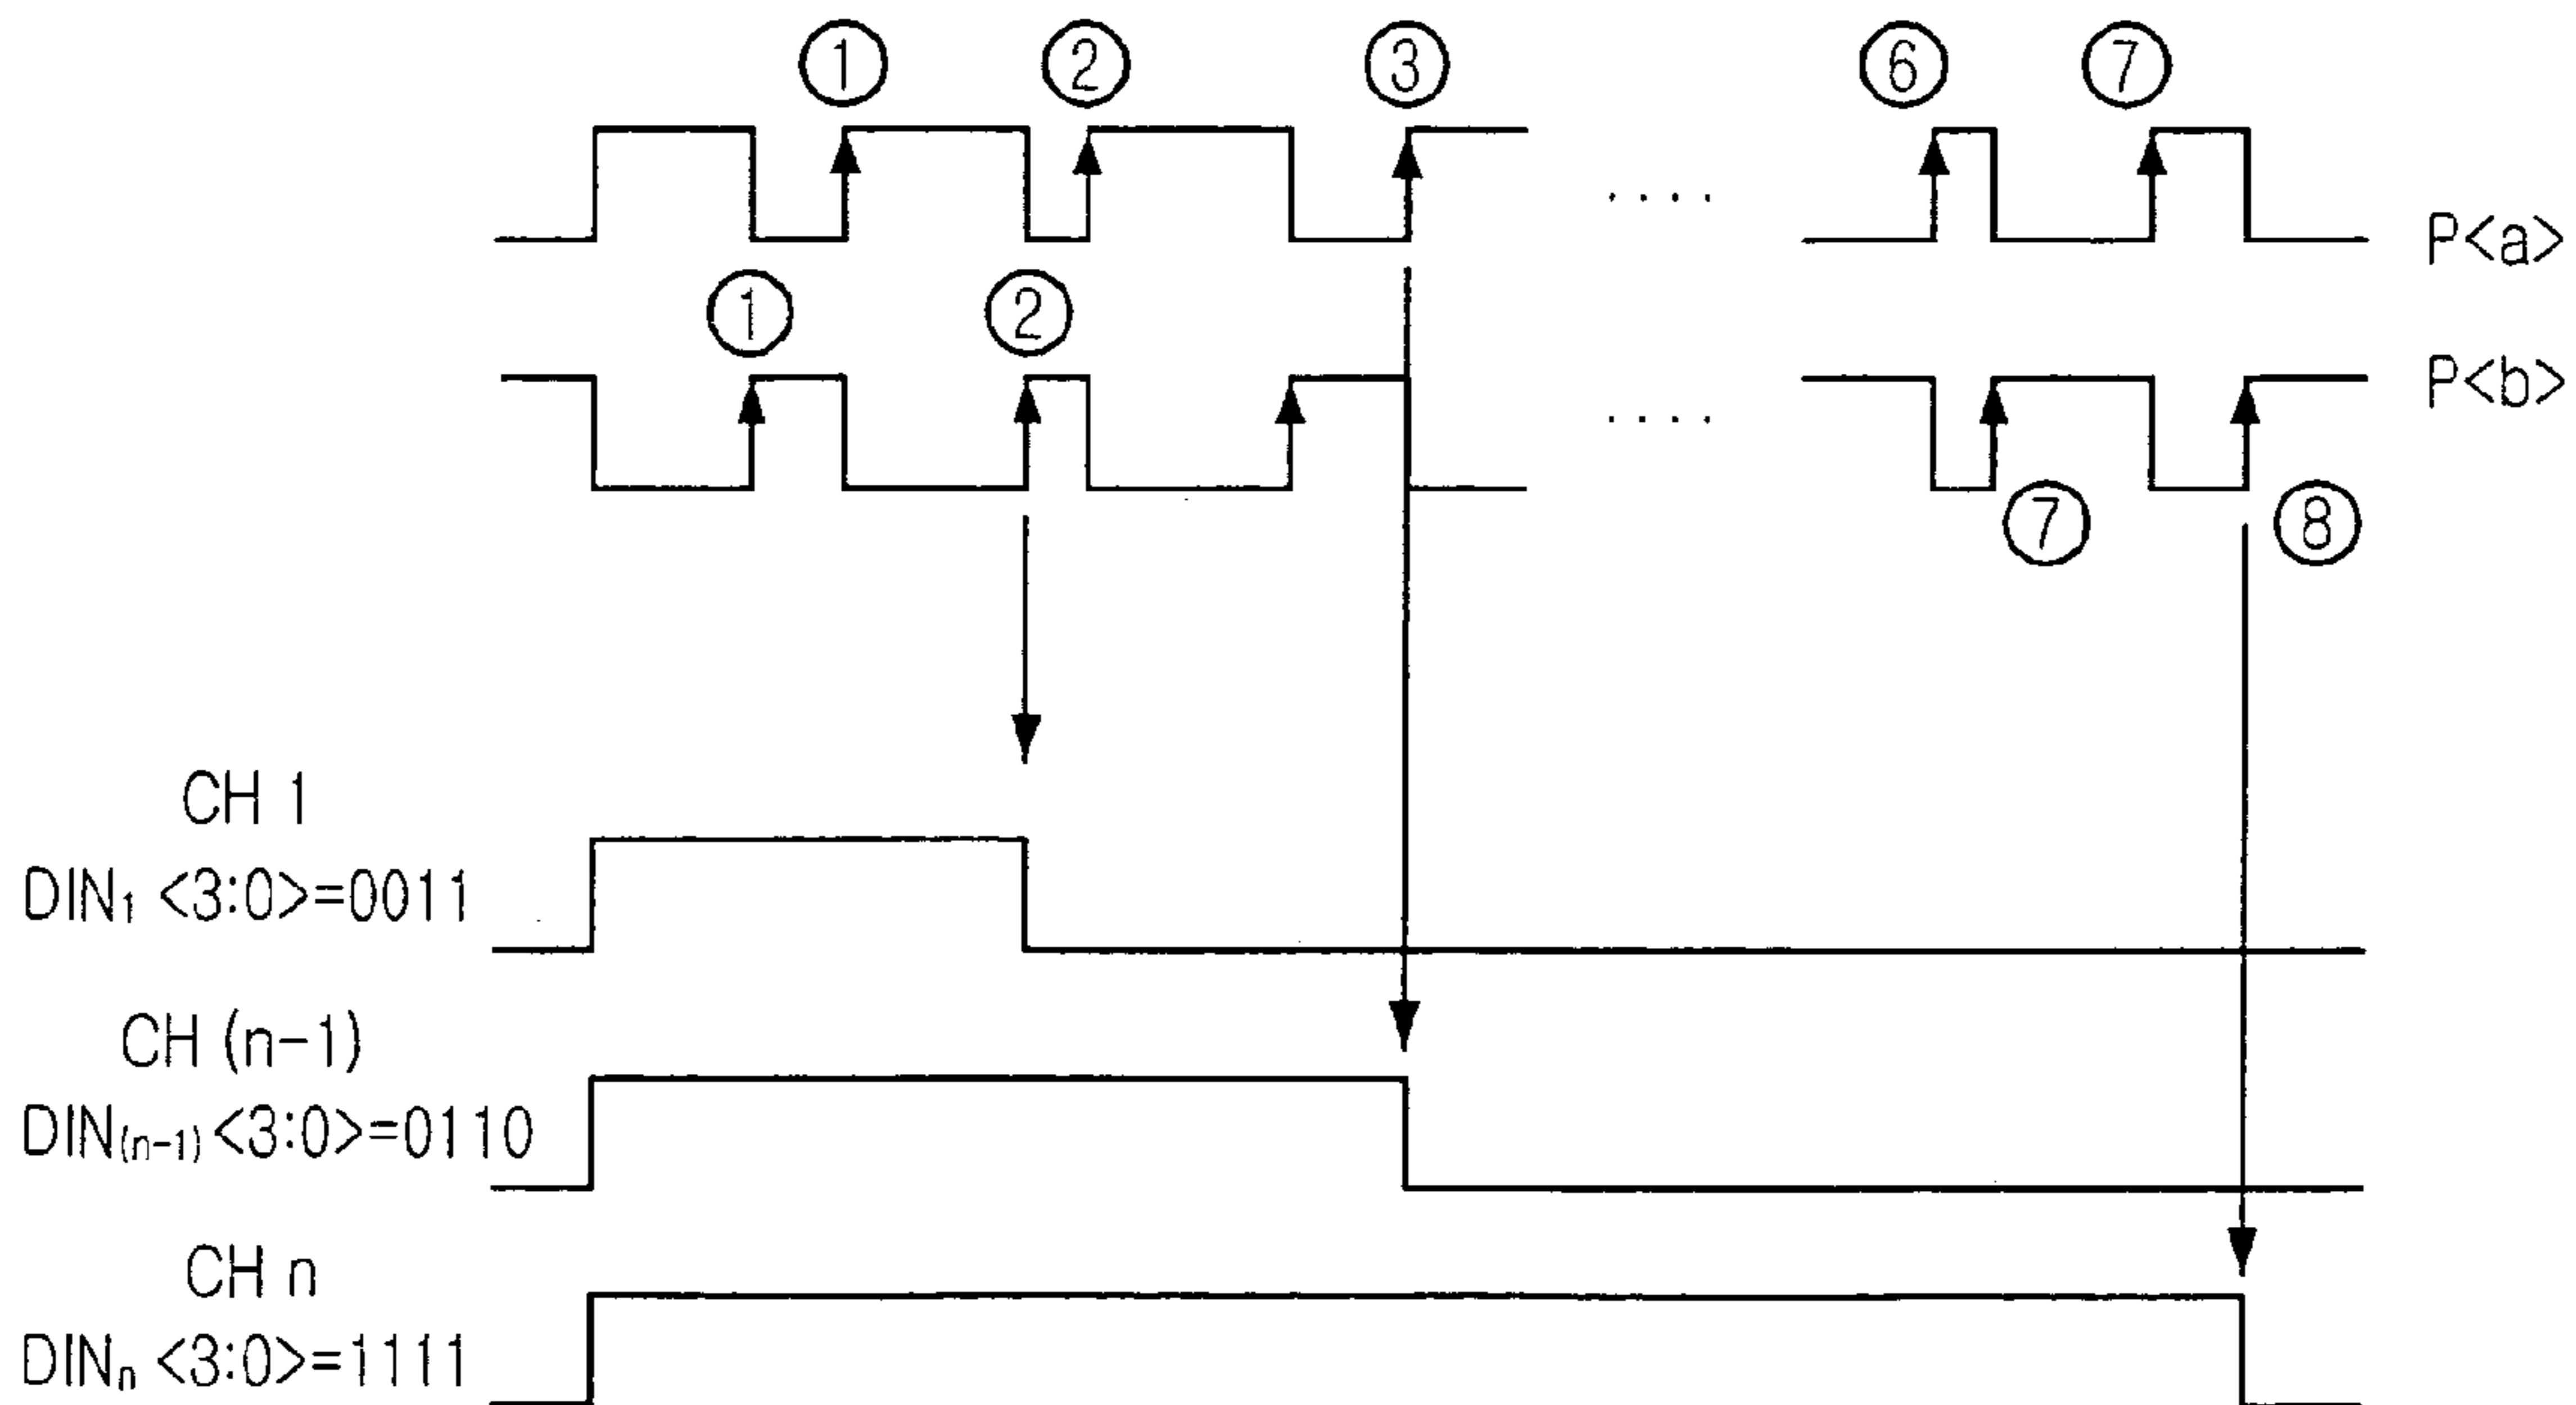 ① ② ③ ⑥ ⑦
. . . . P<a>
① ② P<b>
. . . .
⑦ ⑧
CH 1
DIN₁ <3:0>=0011
CH (n-1)
DIN₍ₙ₋₁₎ <3:0>=0110
CH n
DINₙ <3:0>=1111